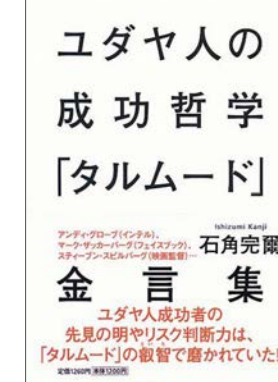 ユダヤ人の
成功哲学
「タルムード」
アンディ・グローブ(インテル)、
マーク・ザッカーバーグ(フェイスブック)、
スティーブン・スピルバーグ(映画監督)…
Ishizumi Kanji
石角完爾
金言集
ユダヤ人成功者の
先見の明やリスク判断力は、
「タルムード」の叡智で磨かれていた!
えいち
定価1260円 本体1200円